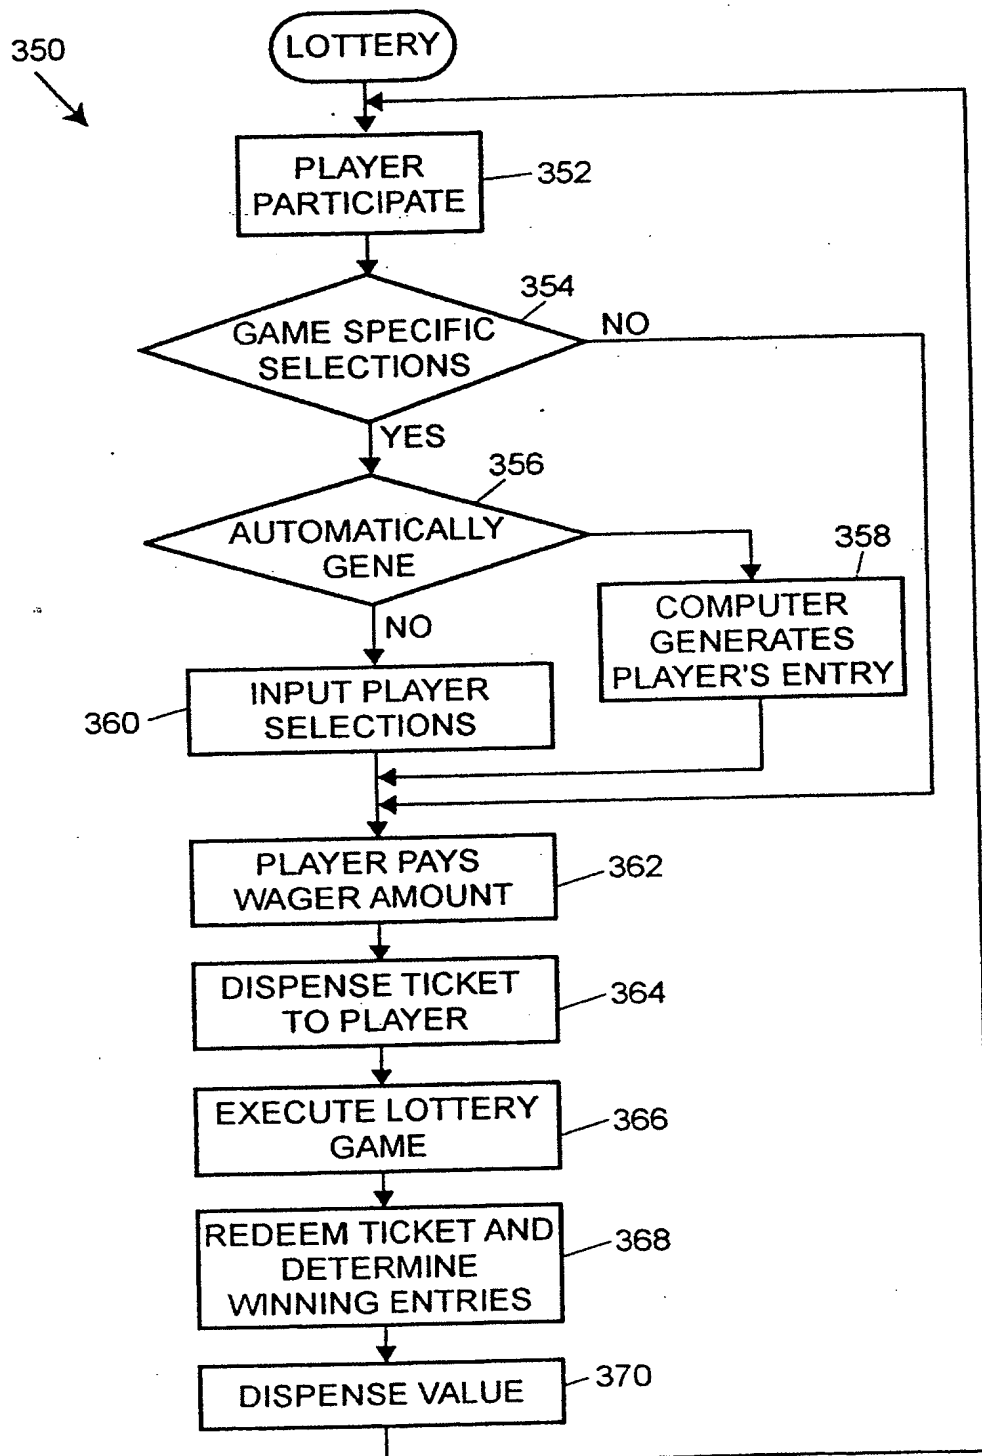 350
LOTTERY
PLAYER
PARTICIPATE
352
354
GAME SPECIFIC
SELECTIONS
NO
YES
356
AUTOMATICALLY
GENE
358
COMPUTER
GENERATES
PLAYER'S ENTRY
NO
360
INPUT PLAYER
SELECTIONS
PLAYER PAYS
WAGER AMOUNT
362
DISPENSE TICKET
TO PLAYER
364
EXECUTE LOTTERY
GAME
366
REDEEM TICKET AND
DETERMINE
WINNING ENTRIES
368
DISPENSE VALUE
370